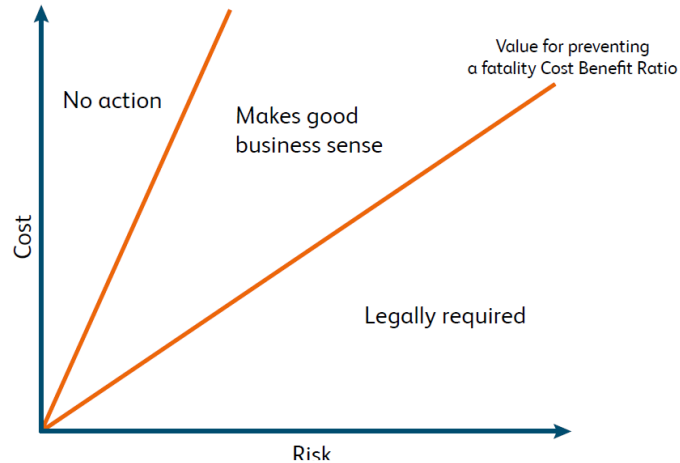 Value for preventing
a fatality Cost Benefit Ratio
No action
Makes good
business sense
Cost
Legally required
Risk